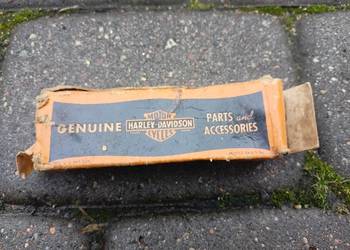 GENUINE
MOTOR
HARLEY-DAVIDSON
CYCLES
PARTS and
ACCESSORIES